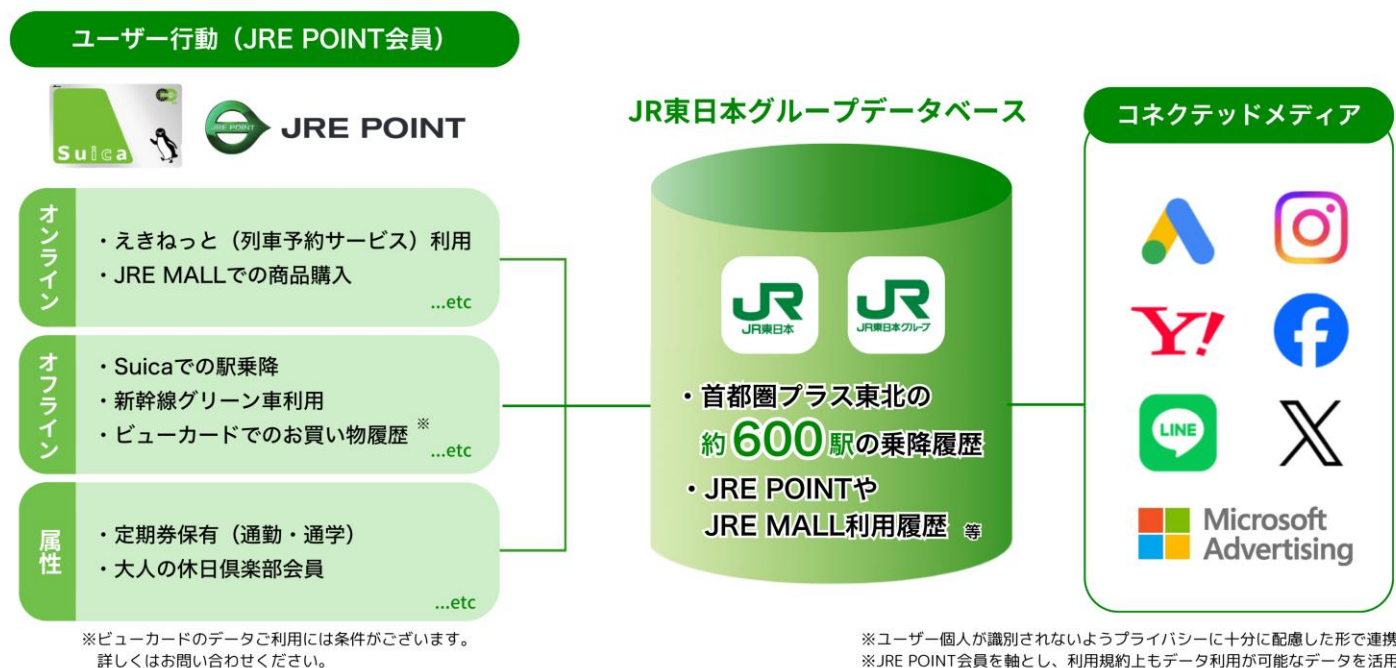 ユーザー行動（JRE POINT会員）
Suica
JRE POINT
JRE POINT
オンライン
・えきねっと（列車予約サービス）利用
・JRE MALLでの商品購入
...etc
オフライン
・Suicaでの駅乗降
・新幹線グリーン車利用
・ビューカードでのお買い物履歴 ※
...etc
属性
・定期券保有（通勤・通学）
・大人の休日倶楽部会員
...etc
※ビューカードのデータご利用には条件がございます。
詳しくはお問い合わせください。
JR東日本グループデータベース
JR
JR東日本
JR
JR東日本グループ
・首都圏プラス東北の
約600駅の乗降履歴
・JRE POINTや
JRE MALL利用履歴 等
コネクテッドメディア
Y!
LINE
X
Microsoft
Advertising
※ユーザー個人が識別されないようプライバシーに十分に配慮した形で連携
※JRE POINT会員を軸とし、利用規約上もデータ利用が可能なデータを活用